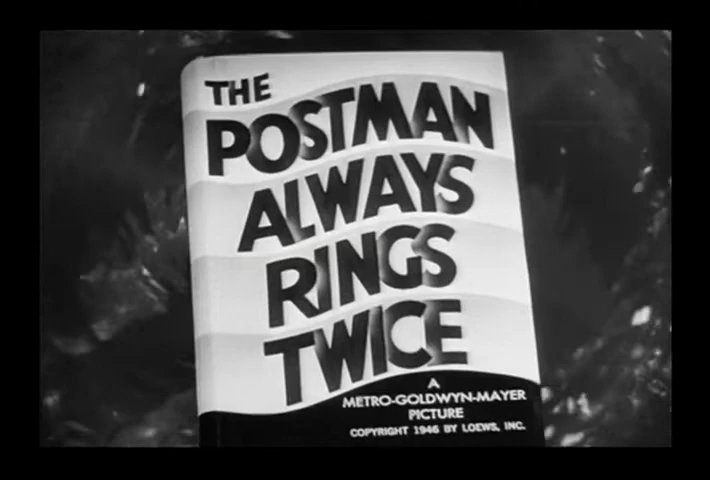 THE
POSTMAN
ALWAYS
RINGS
TWICE
A
METRO-GOLDWYN-MAYER
PICTURE
COPYRIGHT 1946 BY LOEWS, INC.